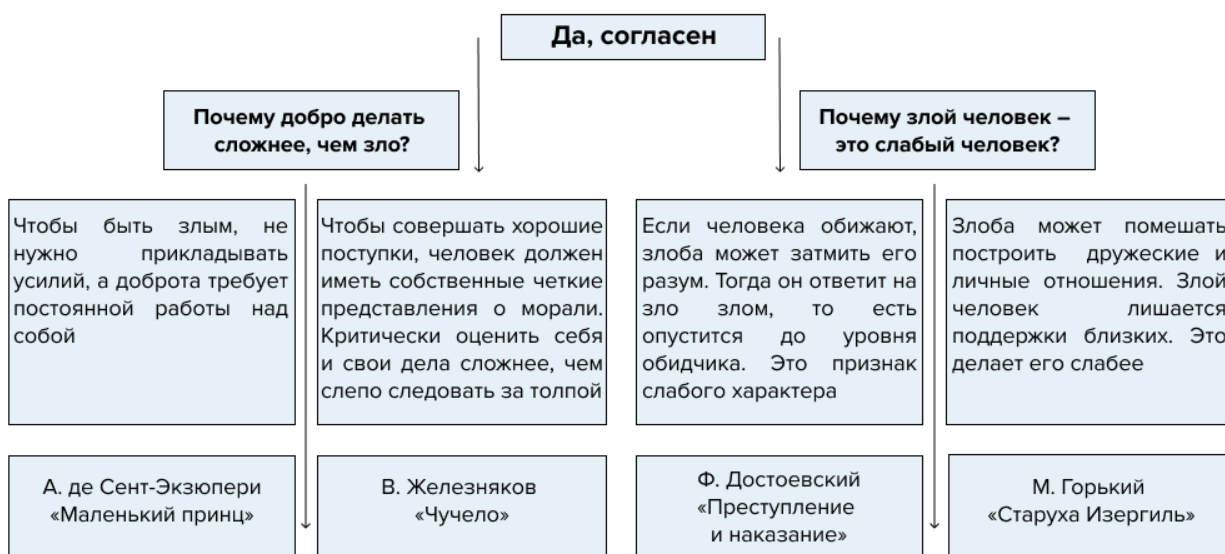 Да, согласен
Почему добро делать
сложнее, чем зло?
Почему злой человек –
это слабый человек?
Чтобы быть злым, не
нужно прикладывать
усилий, а доброта требует
постоянной работы над
собой
Чтобы совершать хорошие
поступки, человек должен
иметь собственные четкие
представления о морали.
Критически оценить себя
и свои дела сложнее, чем
слепо следовать за толпой
Если человека обижают,
злоба может затмить его
разум. Тогда он ответит на
зло злом, то есть
опустится до уровня
обидчика. Это признак
слабого характера
Злоба может помешать
построить дружеские и
личные отношения. Злой
человек лишается
поддержки близких. Это
делает его слабее
А. де Сент-Экзюпери
«Маленький принц»
В. Железняков
«Чучело»
Ф. Достоевский
«Преступление
и наказание»
М. Горький
«Старуха Изергиль»